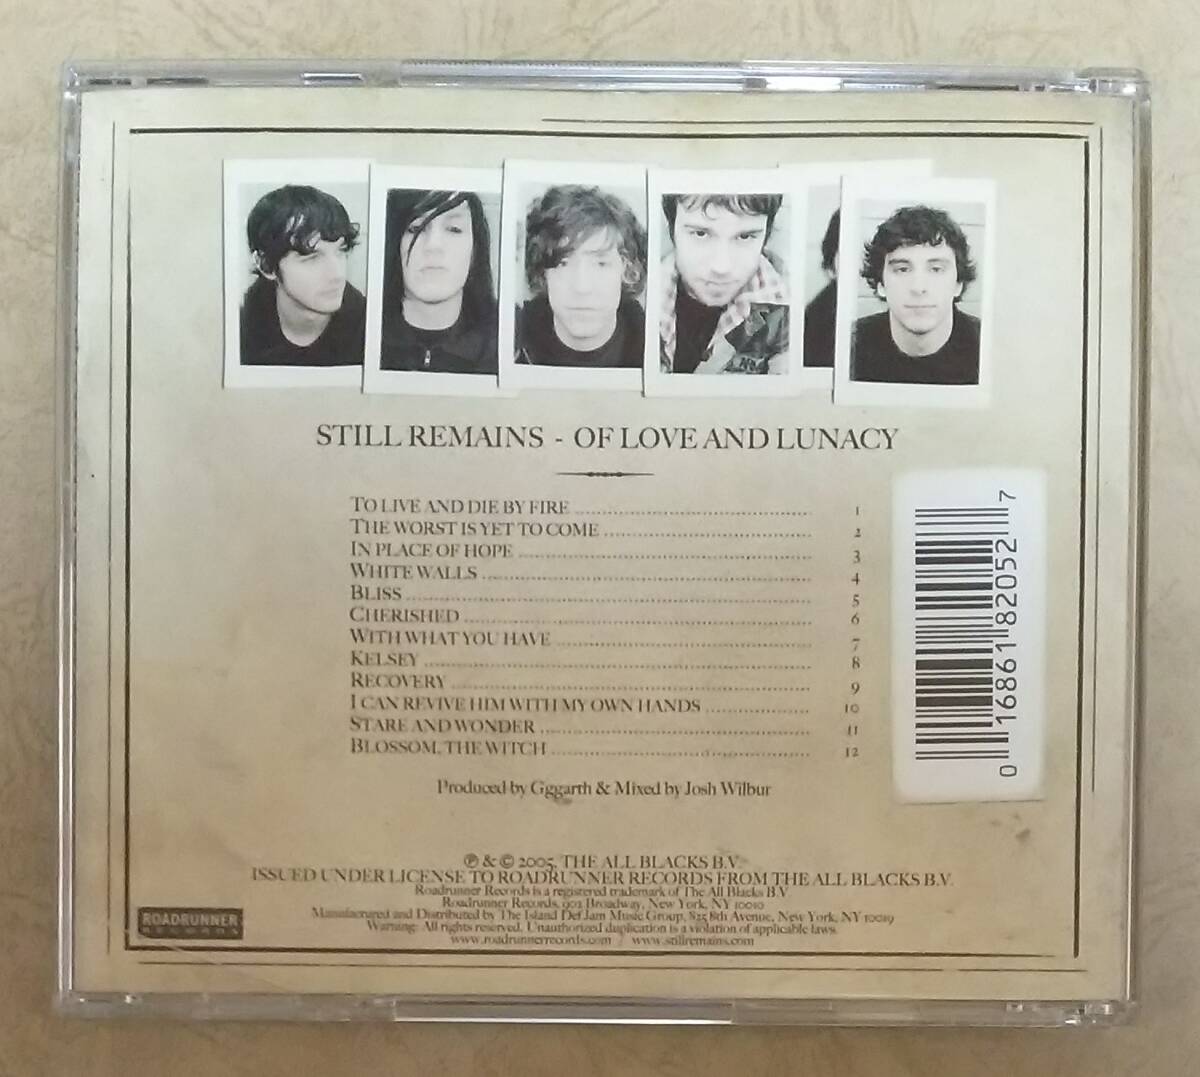 STILL REMAINS - OF LOVE AND LUNACY
TO LIVE AND DIE BY FIRE 1
THE WORST IS YET TO COME 2
IN PLACE OF HOPE 3
WHITE WALLS 4
BLISS 5
CHERISHED 6
WITH WHAT YOU HAVE 7
KELSEY 8
RECOVERY 9
I CAN REVIVE HIM WITH MY OWN HANDS 10
STARE AND WONDER 11
BLOSSOM, THE WITCH 12
Produced by Gggarth & Mixed by Josh Wilbur
0 16861 82052 7
℗ & © 2005, THE ALL BLACKS B.V.
ISSUED UNDER LICENSE TO ROADRUNNER RECORDS FROM THE ALL BLACKS B.V.
Roadrunner Records is a registered trademark of The All Blacks B.V
Roadrunner Records, 902 Broadway, New York, NY 10010
Manufactured and Distributed by The Island Def Jam Music Group, 825 8th Avenue, New York, NY 10019
Warning: All rights reserved. Unauthorized duplication is a violation of applicable laws.
www.roadrunnerrecords.com / www.stillremains.com
ROADRUNNER
RECORDS